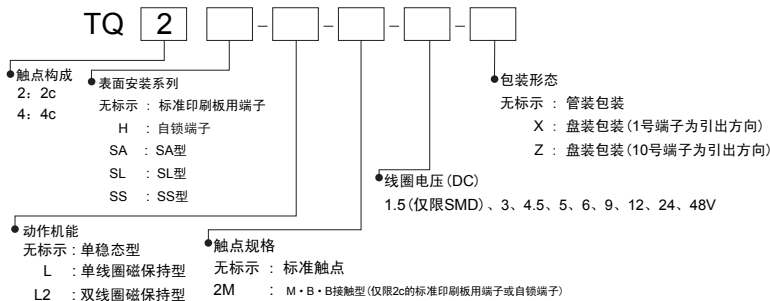 TQ 2 - - - -
触点构成
2：2c
4：4c
表面安装系列
无标示 : 标准印刷板用端子
H : 自锁端子
SA : SA型
SL : SL型
SS : SS型
包装形态
无标示 : 管装包装
X : 盘装包装(1号端子为引出方向)
Z : 盘装包装(10号端子为引出方向)
线圈电压(DC)
1.5(仅限SMD)、3、4.5、5、6、9、12、24、48V
动作机能
无标示 : 单稳态型
L : 单线圈磁保持型
L2 : 双线圈磁保持型
触点规格
无标示 : 标准触点
2M : M・B・B接触型(仅限2c的标准印刷板用端子或自锁端子)